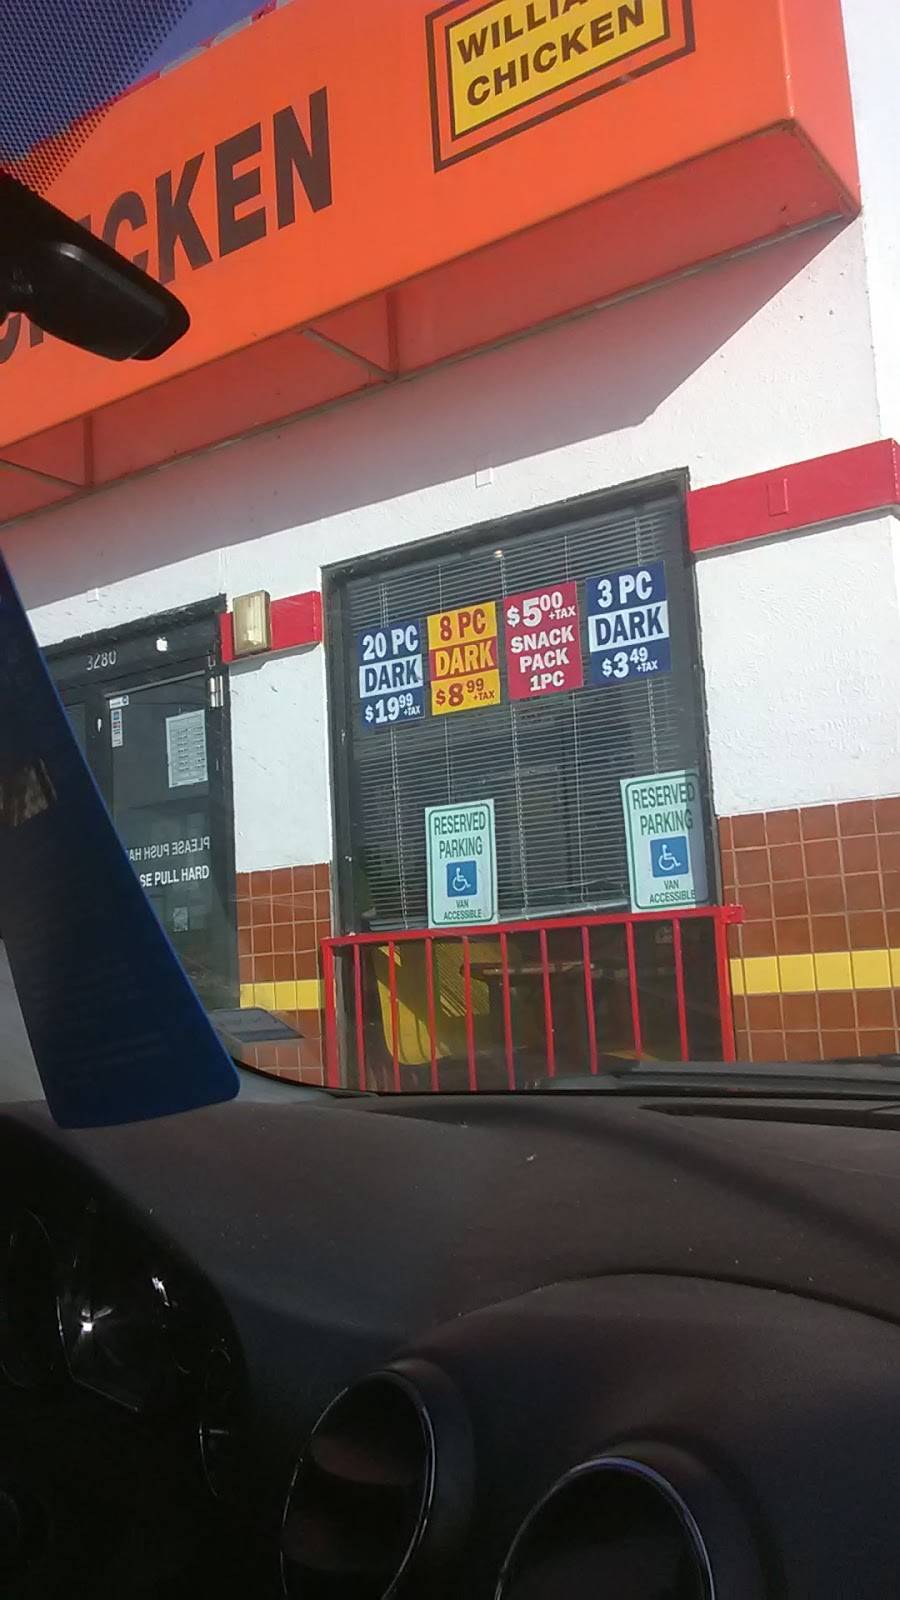 CHICKEN
CKEN
3280
20 PC
DARK
$19.99 +TAX
8 PC
DARK
$8.99 +TAX
$5.00 +TAX
SNACK
PACK
1PC
3 PC
DARK
$3.49 +TAX
RESERVED
PARKING
VAN
ACCESSIBLE
RESERVED
PARKING
VAN
ACCESSIBLE
PLEASE PUSH HA
SE PULL HARD